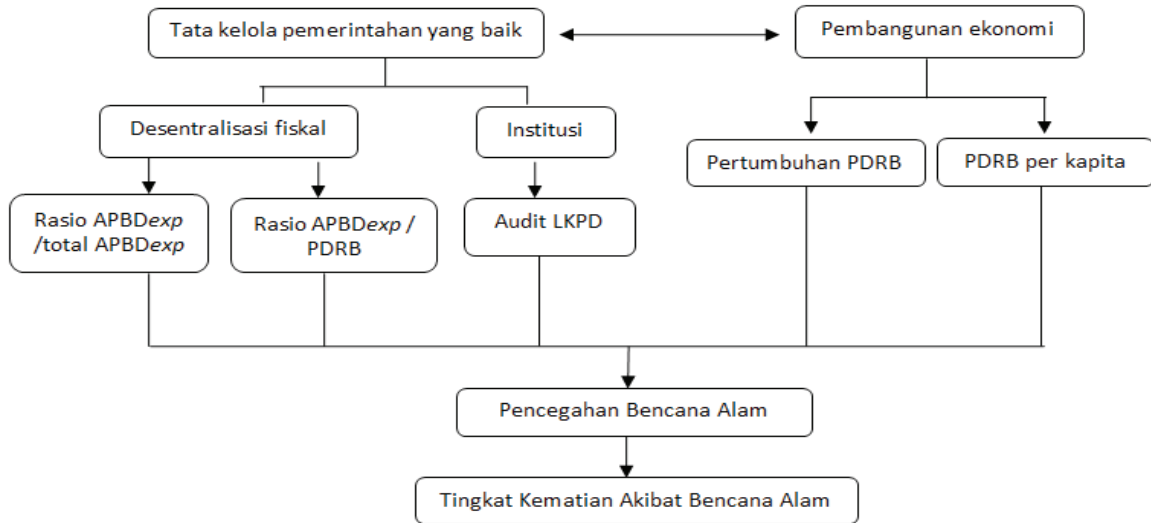 Tata kelola pemerintahan yang baik
Pembangunan ekonomi
Desentralisasi fiskal
Institusi
Pertumbuhan PDRB
PDRB per kapita
Rasio APBDexp
/total APBDexp
Rasio APBDexp /
PDRB
Audit LKPD
Pencegahan Bencana Alam
Tingkat Kematian Akibat Bencana Alam